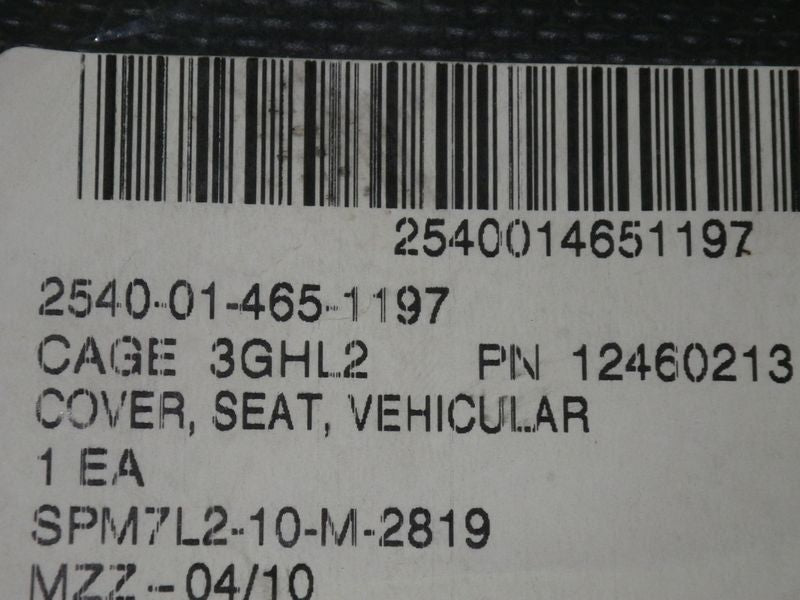 2540014651197
2540-01-465-1197
CAGE 3GHL2 PN 12460213
COVER, SEAT, VEHICULAR
1 EA
SPM7L2-10-M-2819
MZZ - 04/10